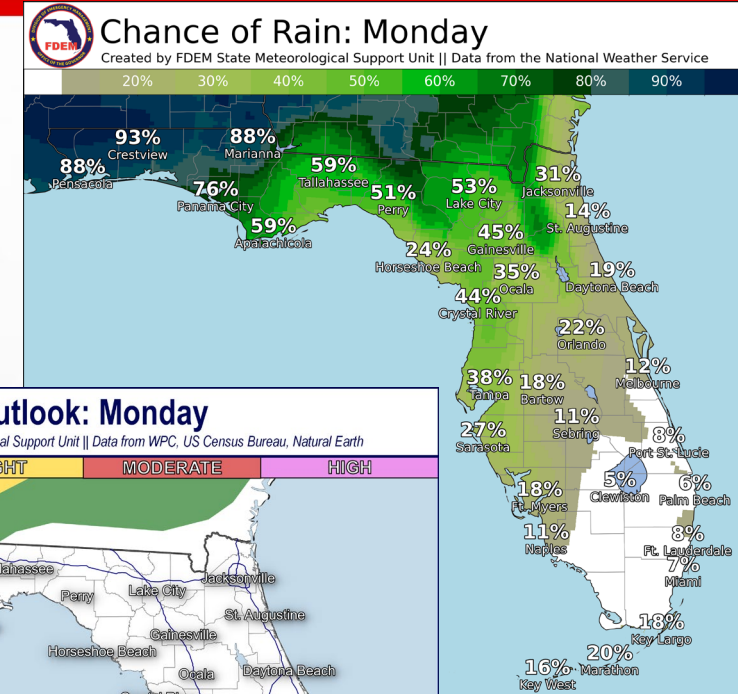 FDEM
Chance of Rain: Monday
Created by FDEM State Meteorological Support Unit || Data from the National Weather Service
20% 30% 40% 50% 60% 70% 80% 90%
93%
Crestview
88%
Marianna
88%
Pensacola
76%
Panama City
59%
Tallahassee
59%
Apalachicola
51%
Perry
53%
Lake City
31%
Jacksonville
14%
St. Augustine
45%
Gainesville
24%
Horseshoe Beach
35%
Ocala
19%
Daytona Beach
44%
Crystal River
22%
Orlando
12%
Melbourne
38%
Tampa
18%
Bartow
11%
Sebring
27%
Sarasota
8%
Port St. Lucie
5%
Clewiston
6%
Palm Beach
18%
Ft. Myers
11%
Naples
8%
Ft. Lauderdale
7%
Miami
18%
Key Largo
20%
Marathon
16%
Key West
utlook: Monday
al Support Unit || Data from WPC, US Census Bureau, Natural Earth
GHT MODERATE HIGH
lahassee
Perry
Lake City
Jacksonville
St. Augustine
Gainesville
Horseshoe Beach
Ocala
Daytona Beach